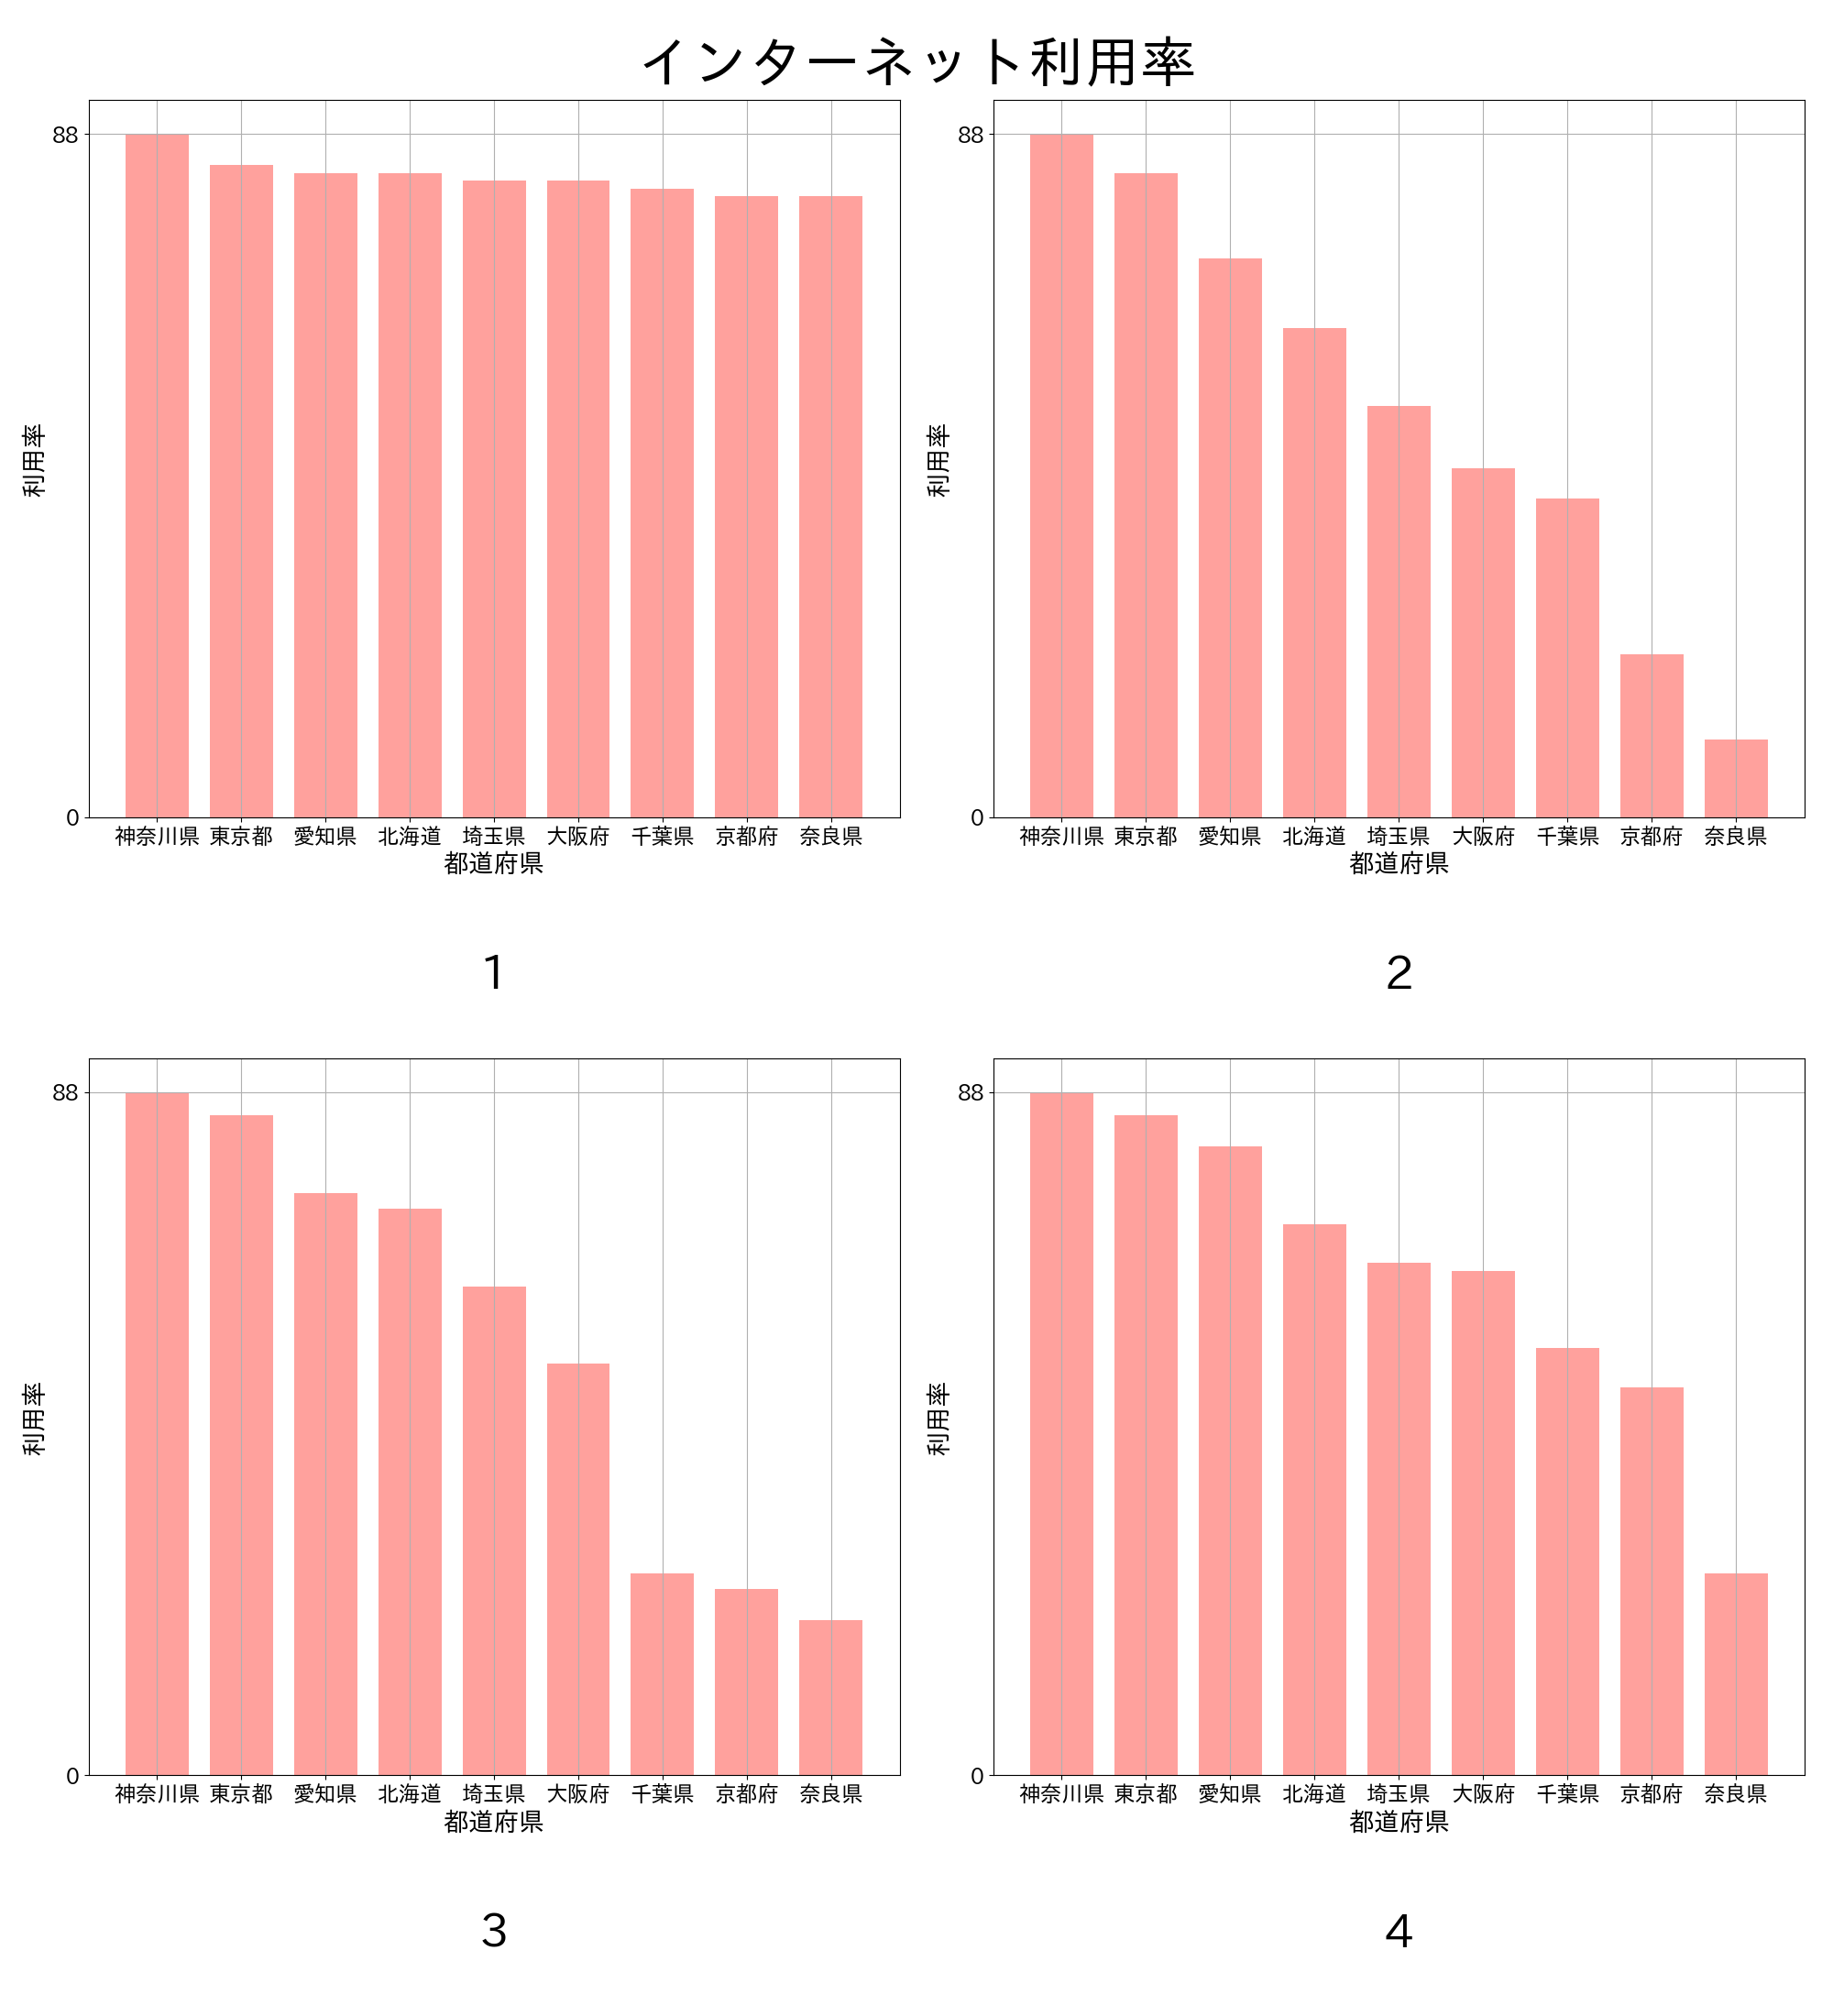 インターネット利用率
88
0
利用率
神奈川県 東京都 愛知県 北海道 埼玉県 大阪府 千葉県 京都府 奈良県
都道府県
1
88
0
利用率
神奈川県 東京都 愛知県 北海道 埼玉県 大阪府 千葉県 京都府 奈良県
都道府県
2
88
0
利用率
神奈川県 東京都 愛知県 北海道 埼玉県 大阪府 千葉県 京都府 奈良県
都道府県
3
88
0
利用率
神奈川県 東京都 愛知県 北海道 埼玉県 大阪府 千葉県 京都府 奈良県
都道府県
4